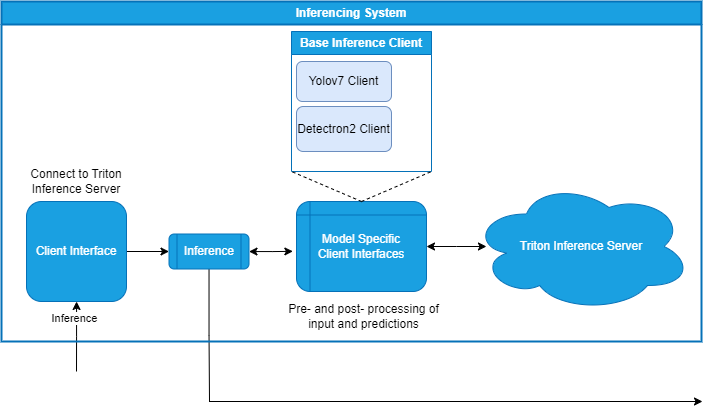 Inferencing System
Base Inference Client
Yolov7 Client
Detectron2 Client
Connect to Triton
Inference Server
Client Interface
Inference
Model Specific
Client Interfaces
Triton Inference Server
Pre- and post- processing of
input and predictions
Inference